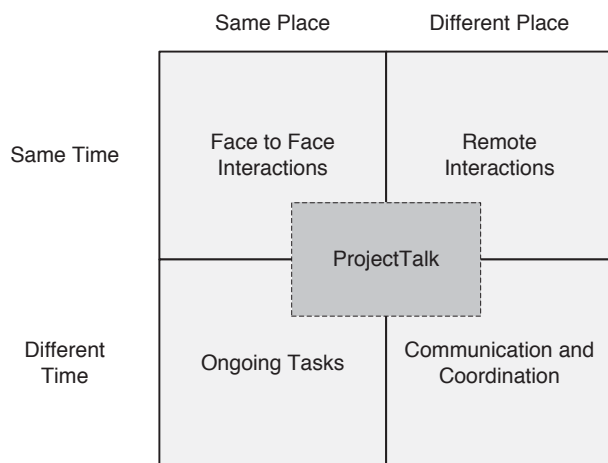 Same Place
Different Place
Same Time
Face to Face
Interactions
Remote
Interactions
ProjectTalk
Different
Time
Ongoing Tasks
Communication and
Coordination